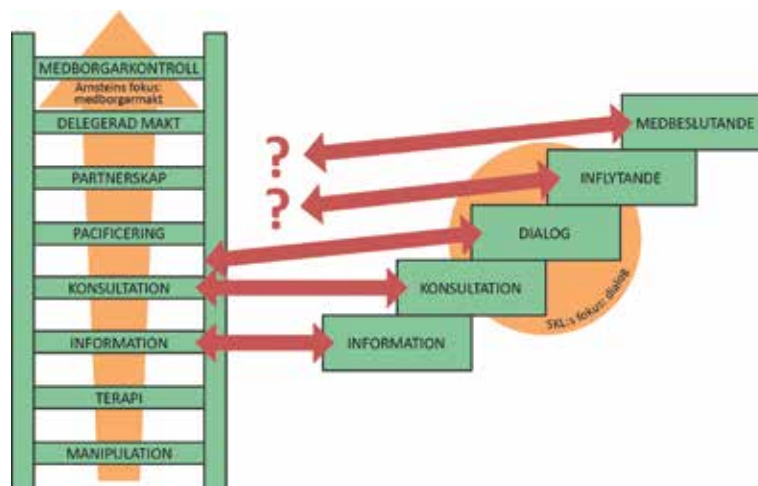 MEDBORGARKONTROLL
Arnsteins fokus:
medborgarmakt
DELEGERAD MAKT
PARTNERSKAP
PACIFICERING
KONSULTATION
INFORMATION
TERAPI
MANIPULATION
?
?
MEDBESLUTANDE
INFLYTANDE
DIALOG
KONSULTATION
INFORMATION
SKL:s fokus: dialog